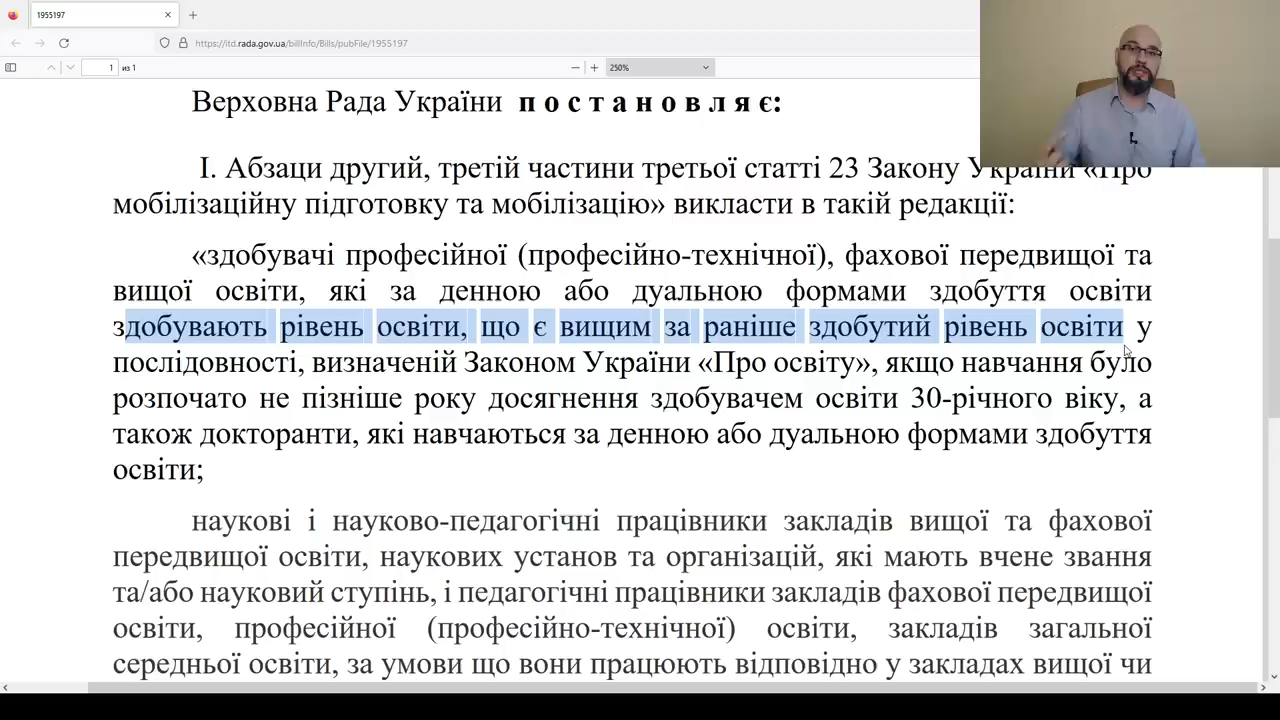 1955197
https://itd.rada.gov.ua/billInfo/Bills/pubFile/1955197
1 из 1
250%
Верховна Рада України п о с т а н о в л я є:
І. Абзаци другий, третій частини третьої статті 23 Закону України «Про
мобілізаційну підготовку та мобілізацію» викласти в такій редакції:
«здобувачі професійної (професійно-технічної), фахової передвищої та
вищої освіти, які за денною або дуальною формами здобуття освіти
здобувають рівень освіти, що є вищим за раніше здобутий рівень освіти у
послідовності, визначеній Законом України «Про освіту», якщо навчання було
розпочато не пізніше року досягнення здобувачем освіти 30-річного віку, а
також докторанти, які навчаються за денною або дуальною формами здобуття
освіти;
наукові і науково-педагогічні працівники закладів вищої та фахової
передвищої освіти, наукових установ та організацій, які мають вчене звання
та/або науковий ступінь, і педагогічні працівники закладів фахової передвищої
освіти, професійної (професійно-технічної) освіти, закладів загальної
середньої освіти, за умови що вони працюють відповідно у закладах вищої чи